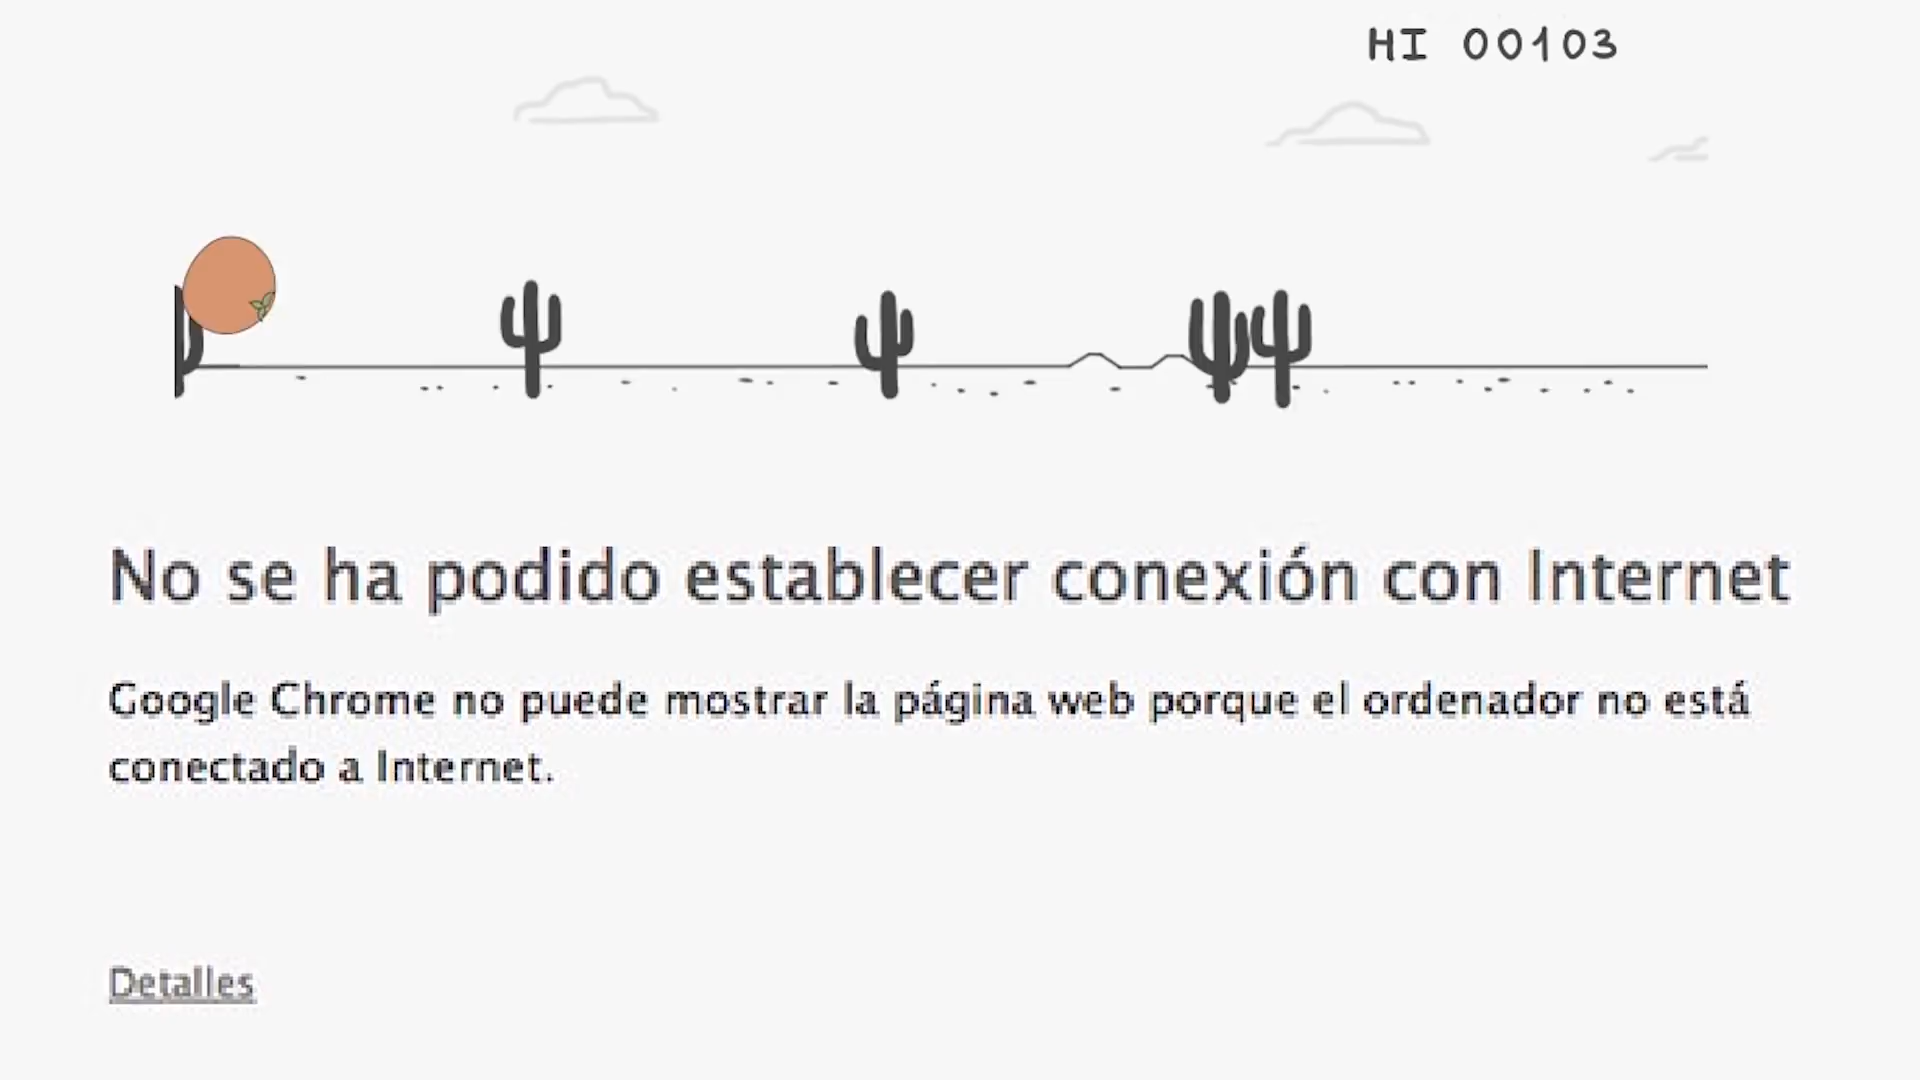 HI 00103
No se ha podido establecer conexión con Internet
Google Chrome no puede mostrar la página web porque el ordenador no está
conectado a Internet.
Detalles